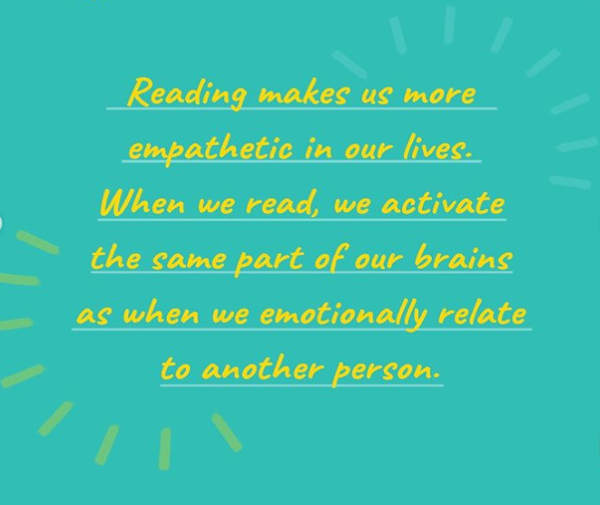 Reading makes us more
empathetic in our lives.
When we read, we activate
the same part of our brains
as when we emotionally relate
to another person.